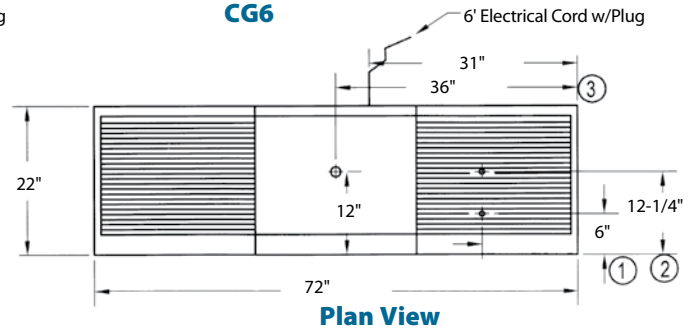 g
CG6
6' Electrical Cord w/Plug
31"
36"
3
22"
12"
12-1/4"
6"
1 2
72"
Plan View